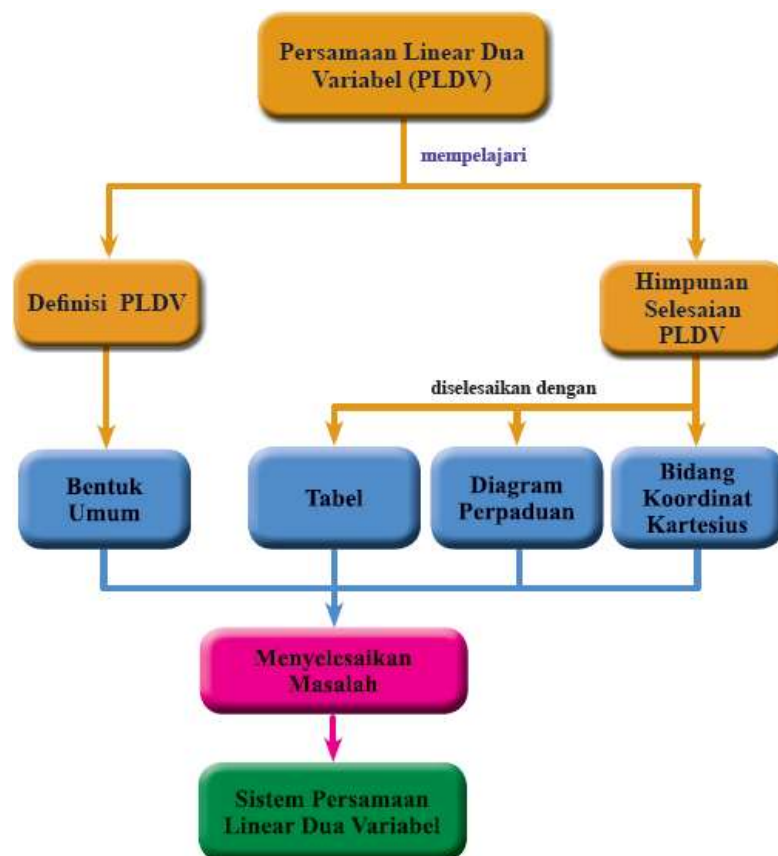 Persamaan Linear Dua
Variabel (PLDV)
mempelajari
Definisi PLDV
Himpunan
Selesaian
PLDV
diselesaikan dengan
Bentuk
Umum
Tabel
Diagram
Perpaduan
Bidang
Koordinat
Kartesius
Menyelesaikan
Masalah
Sistem Persamaan
Linear Dua Variabel